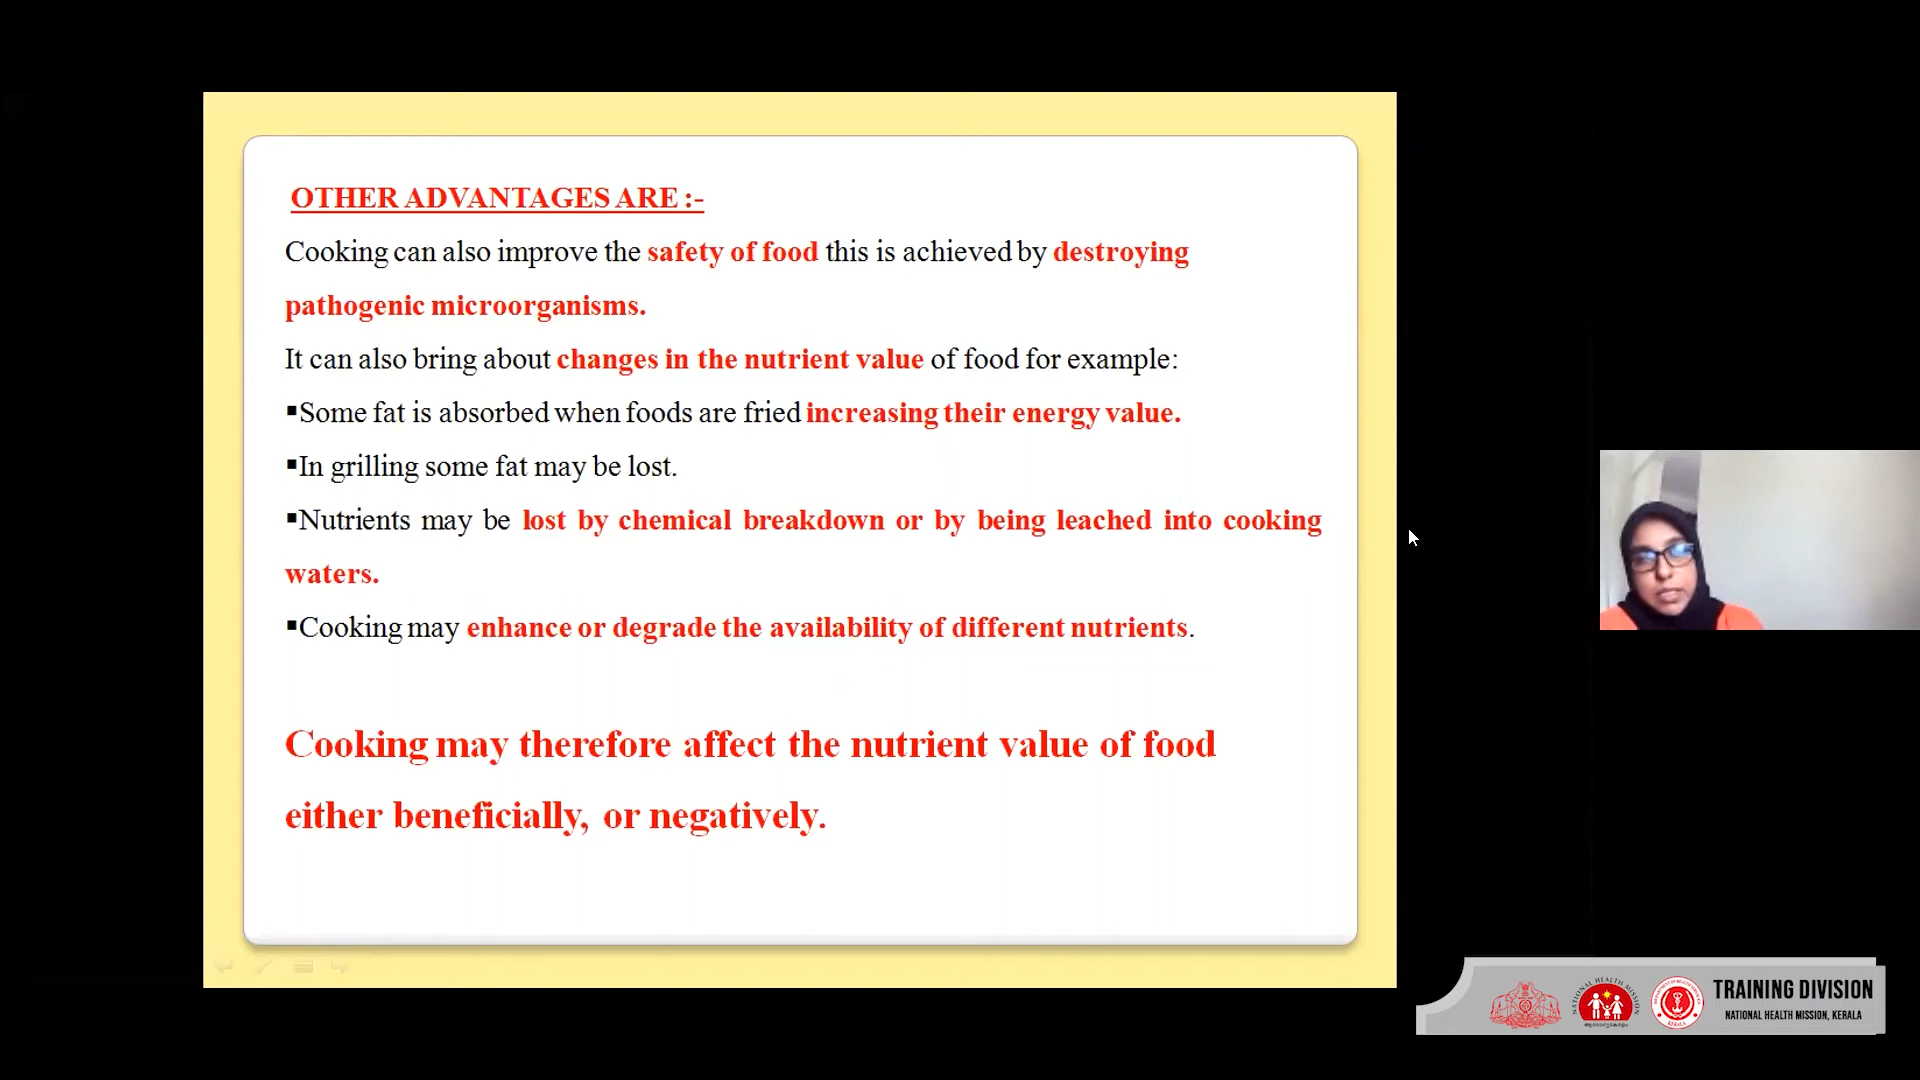 OTHER ADVANTAGES ARE :-
Cooking can also improve the safety of food this is achieved by destroying
pathogenic microorganisms.
It can also bring about changes in the nutrient value of food for example:
▪Some fat is absorbed when foods are fried increasing their energy value.
▪In grilling some fat may be lost.
▪Nutrients may be lost by chemical breakdown or by being leached into cooking
waters.
▪Cooking may enhance or degrade the availability of different nutrients.
Cooking may therefore affect the nutrient value of food
either beneficially, or negatively.
NATIONAL HEALTH MISSION
TRAINING DIVISION
NATIONAL HEALTH MISSION, KERALA